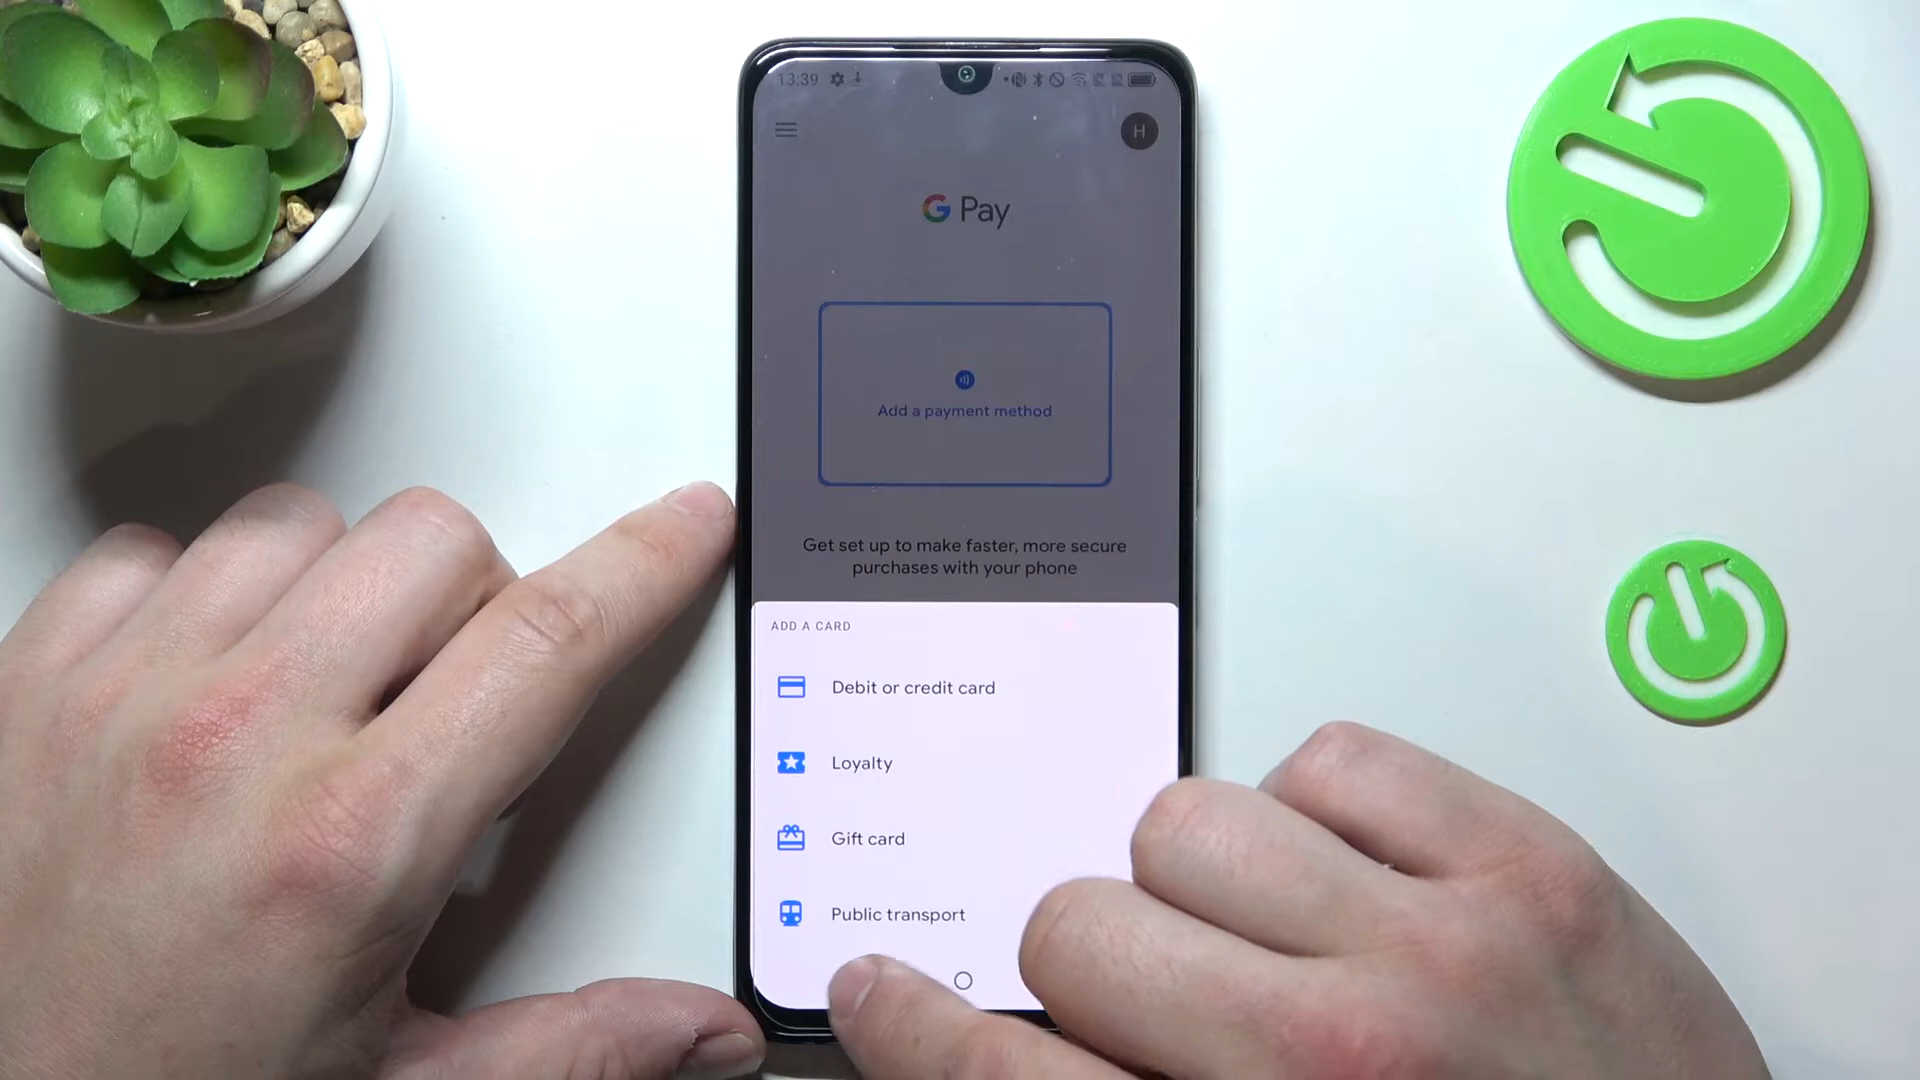 13:39
H
G Pay
Add a payment method
Get set up to make faster, more secure
purchases with your phone
ADD A CARD
Debit or credit card
Loyalty
Gift card
Public transport